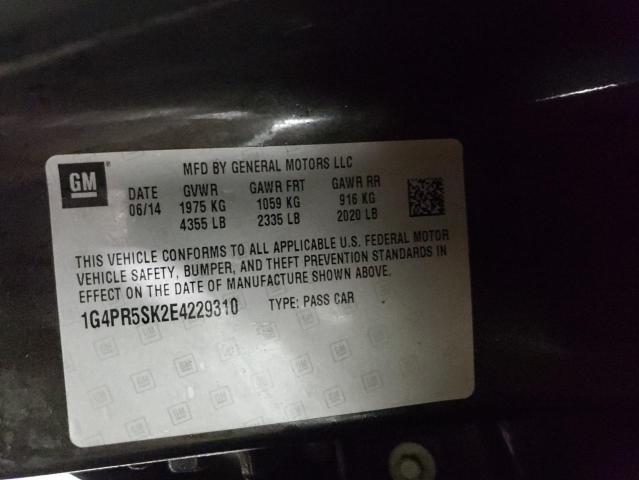 GM
MFD BY GENERAL MOTORS LLC
DATE GVWR GAWR FRT GAWR RR
06/14 1975 KG 1059 KG 916 KG
4355 LB 2335 LB 2020 LB
THIS VEHICLE CONFORMS TO ALL APPLICABLE U.S. FEDERAL MOTOR
VEHICLE SAFETY, BUMPER, AND THEFT PREVENTION STANDARDS IN
EFFECT ON THE DATE OF MANUFACTURE SHOWN ABOVE.
1G4PR5SK2E4229310 TYPE: PASS CAR